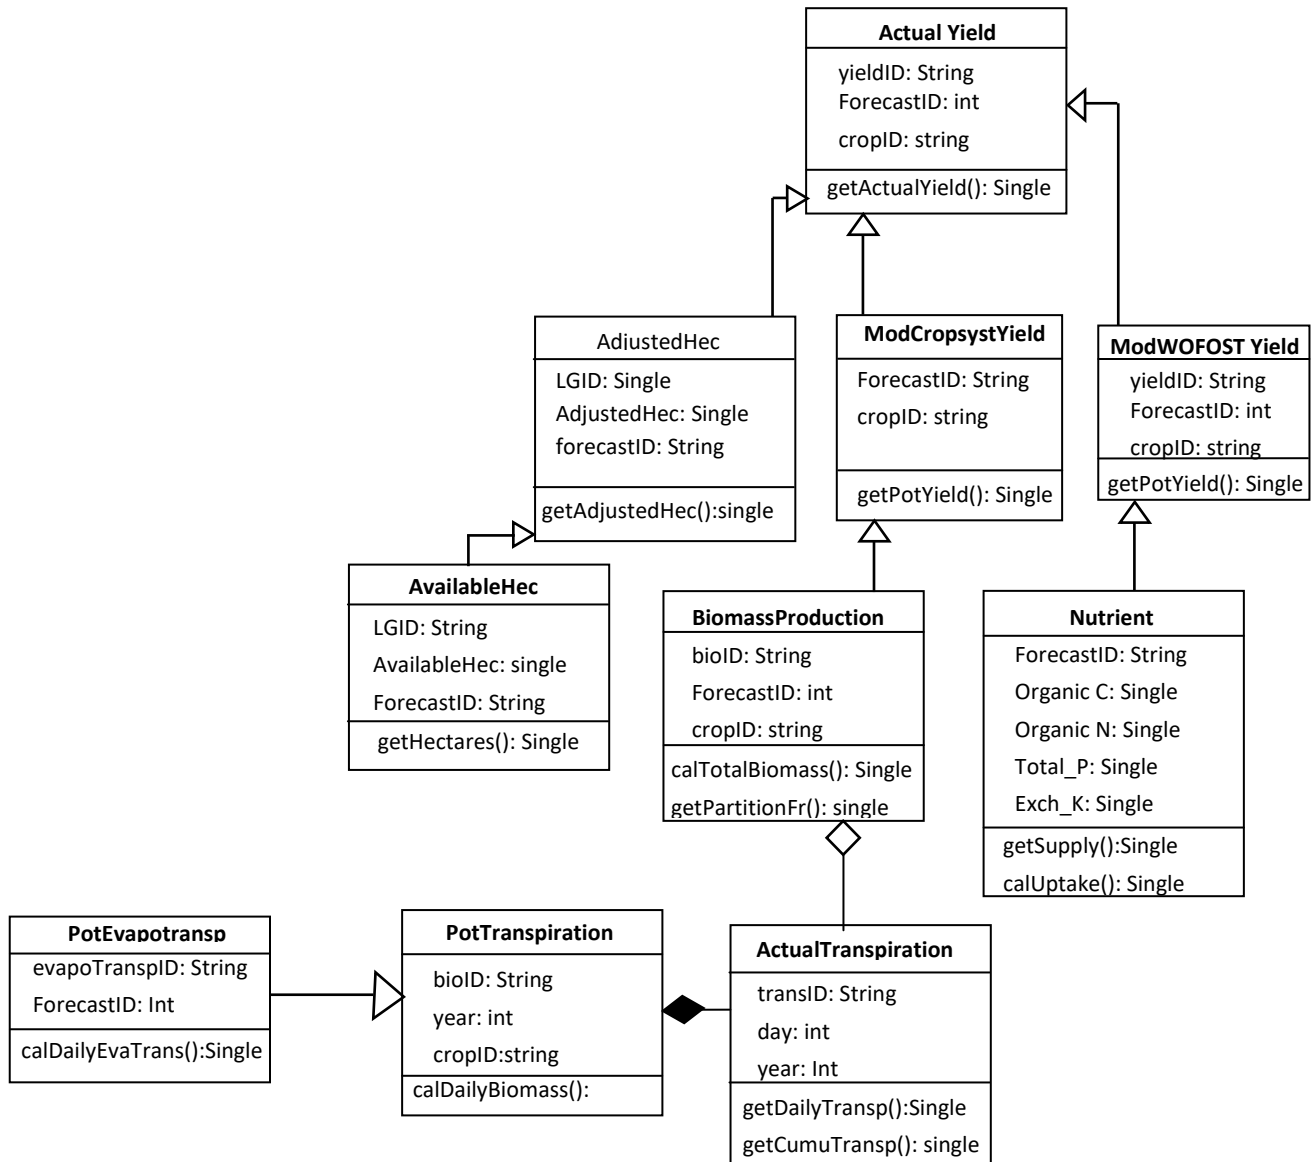 Actual Yield
yieldID: String
ForecastID: int
cropID: string
getActualYield(): Single
AdiustedHec
LGID: Single
AdjustedHec: Single
forecastID: String
getAdjustedHec():single
ModCropsystYield
ForecastID: String
cropID: string
getPotYield(): Single
ModWOFOST Yield
yieldID: String
ForecastID: int
cropID: string
getPotYield(): Single
AvailableHec
LGID: String
AvailableHec: single
ForecastID: String
getHectares(): Single
BiomassProduction
bioID: String
ForecastID: int
cropID: string
calTotalBiomass(): Single
getPartitionFr(): single
Nutrient
ForecastID: String
Organic C: Single
Organic N: Single
Total_P: Single
Exch_K: Single
getSupply():Single
calUptake(): Single
PotEvapotransp
evapoTranspID: String
ForecastID: Int
calDailyEvaTrans():Single
PotTranspiration
bioID: String
year: int
cropID:string
calDailyBiomass():
ActualTranspiration
transID: String
day: int
year: Int
getDailyTransp():Single
getCumuTransp(): single